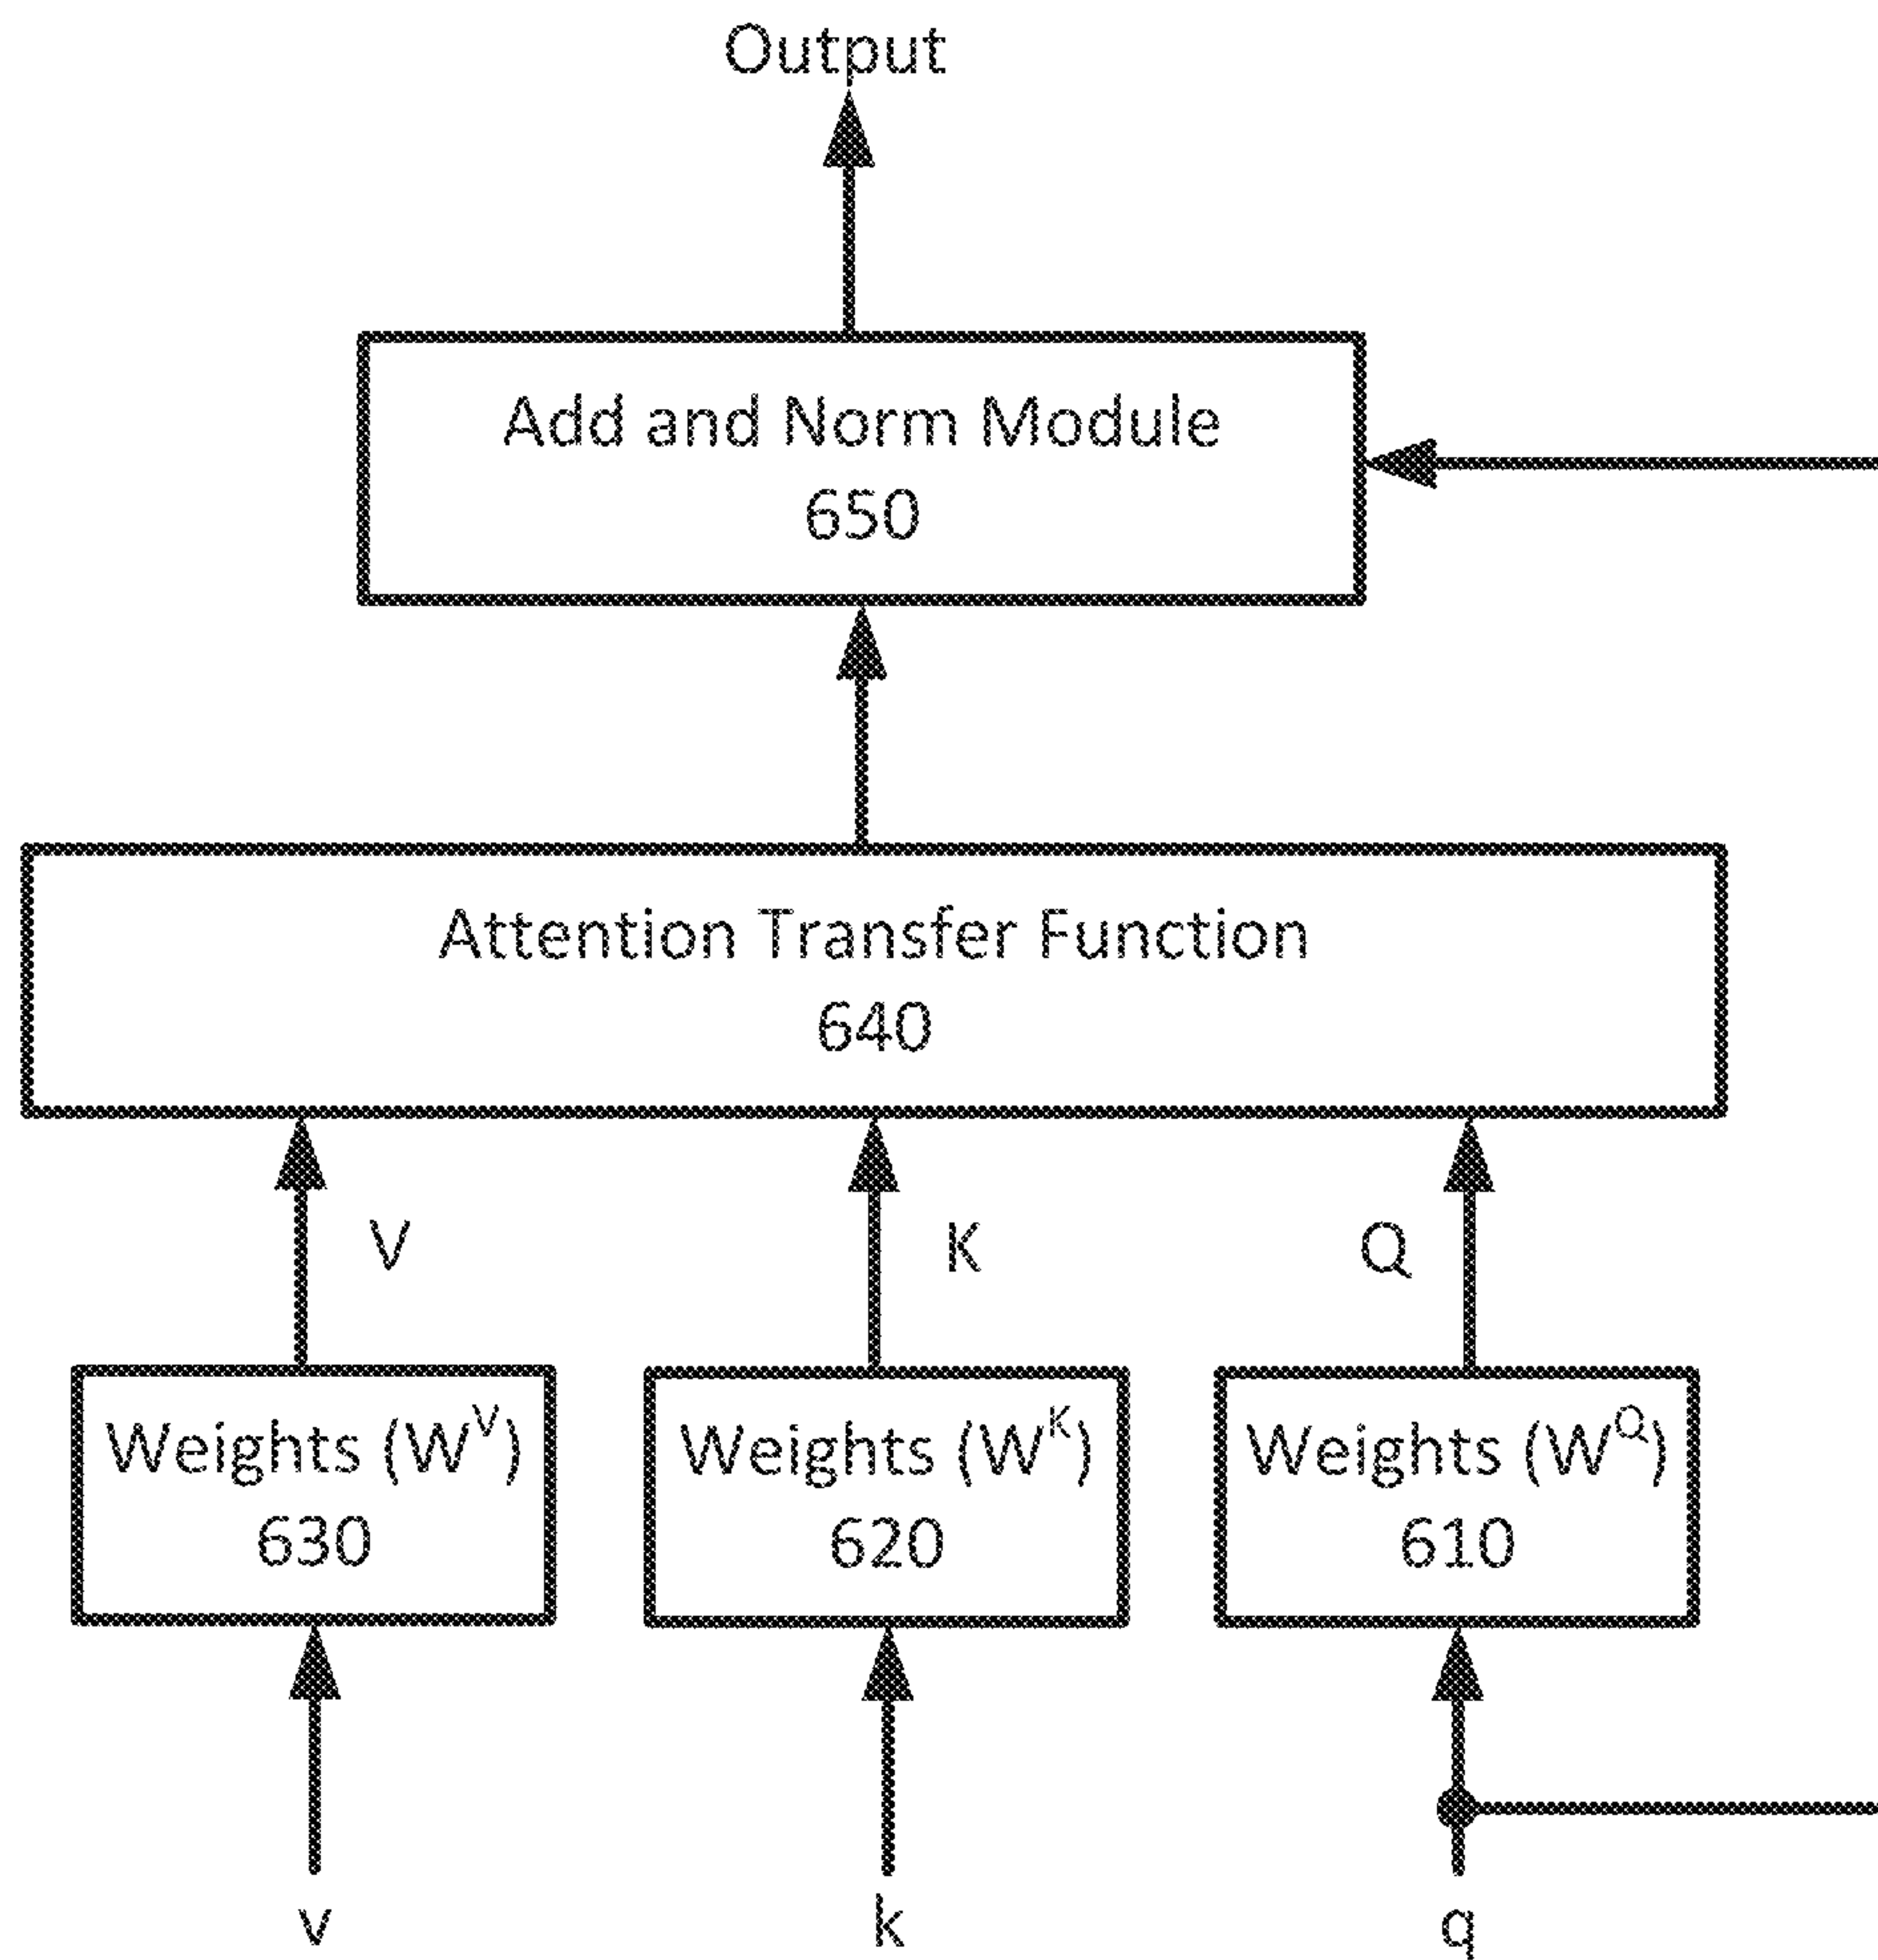 Output
Add and Norm Module
650
Attention Transfer Function
640
V
K
Q
Weights (W^V)
630
Weights (W^K)
620
Weights (W^Q)
610
v
k
q